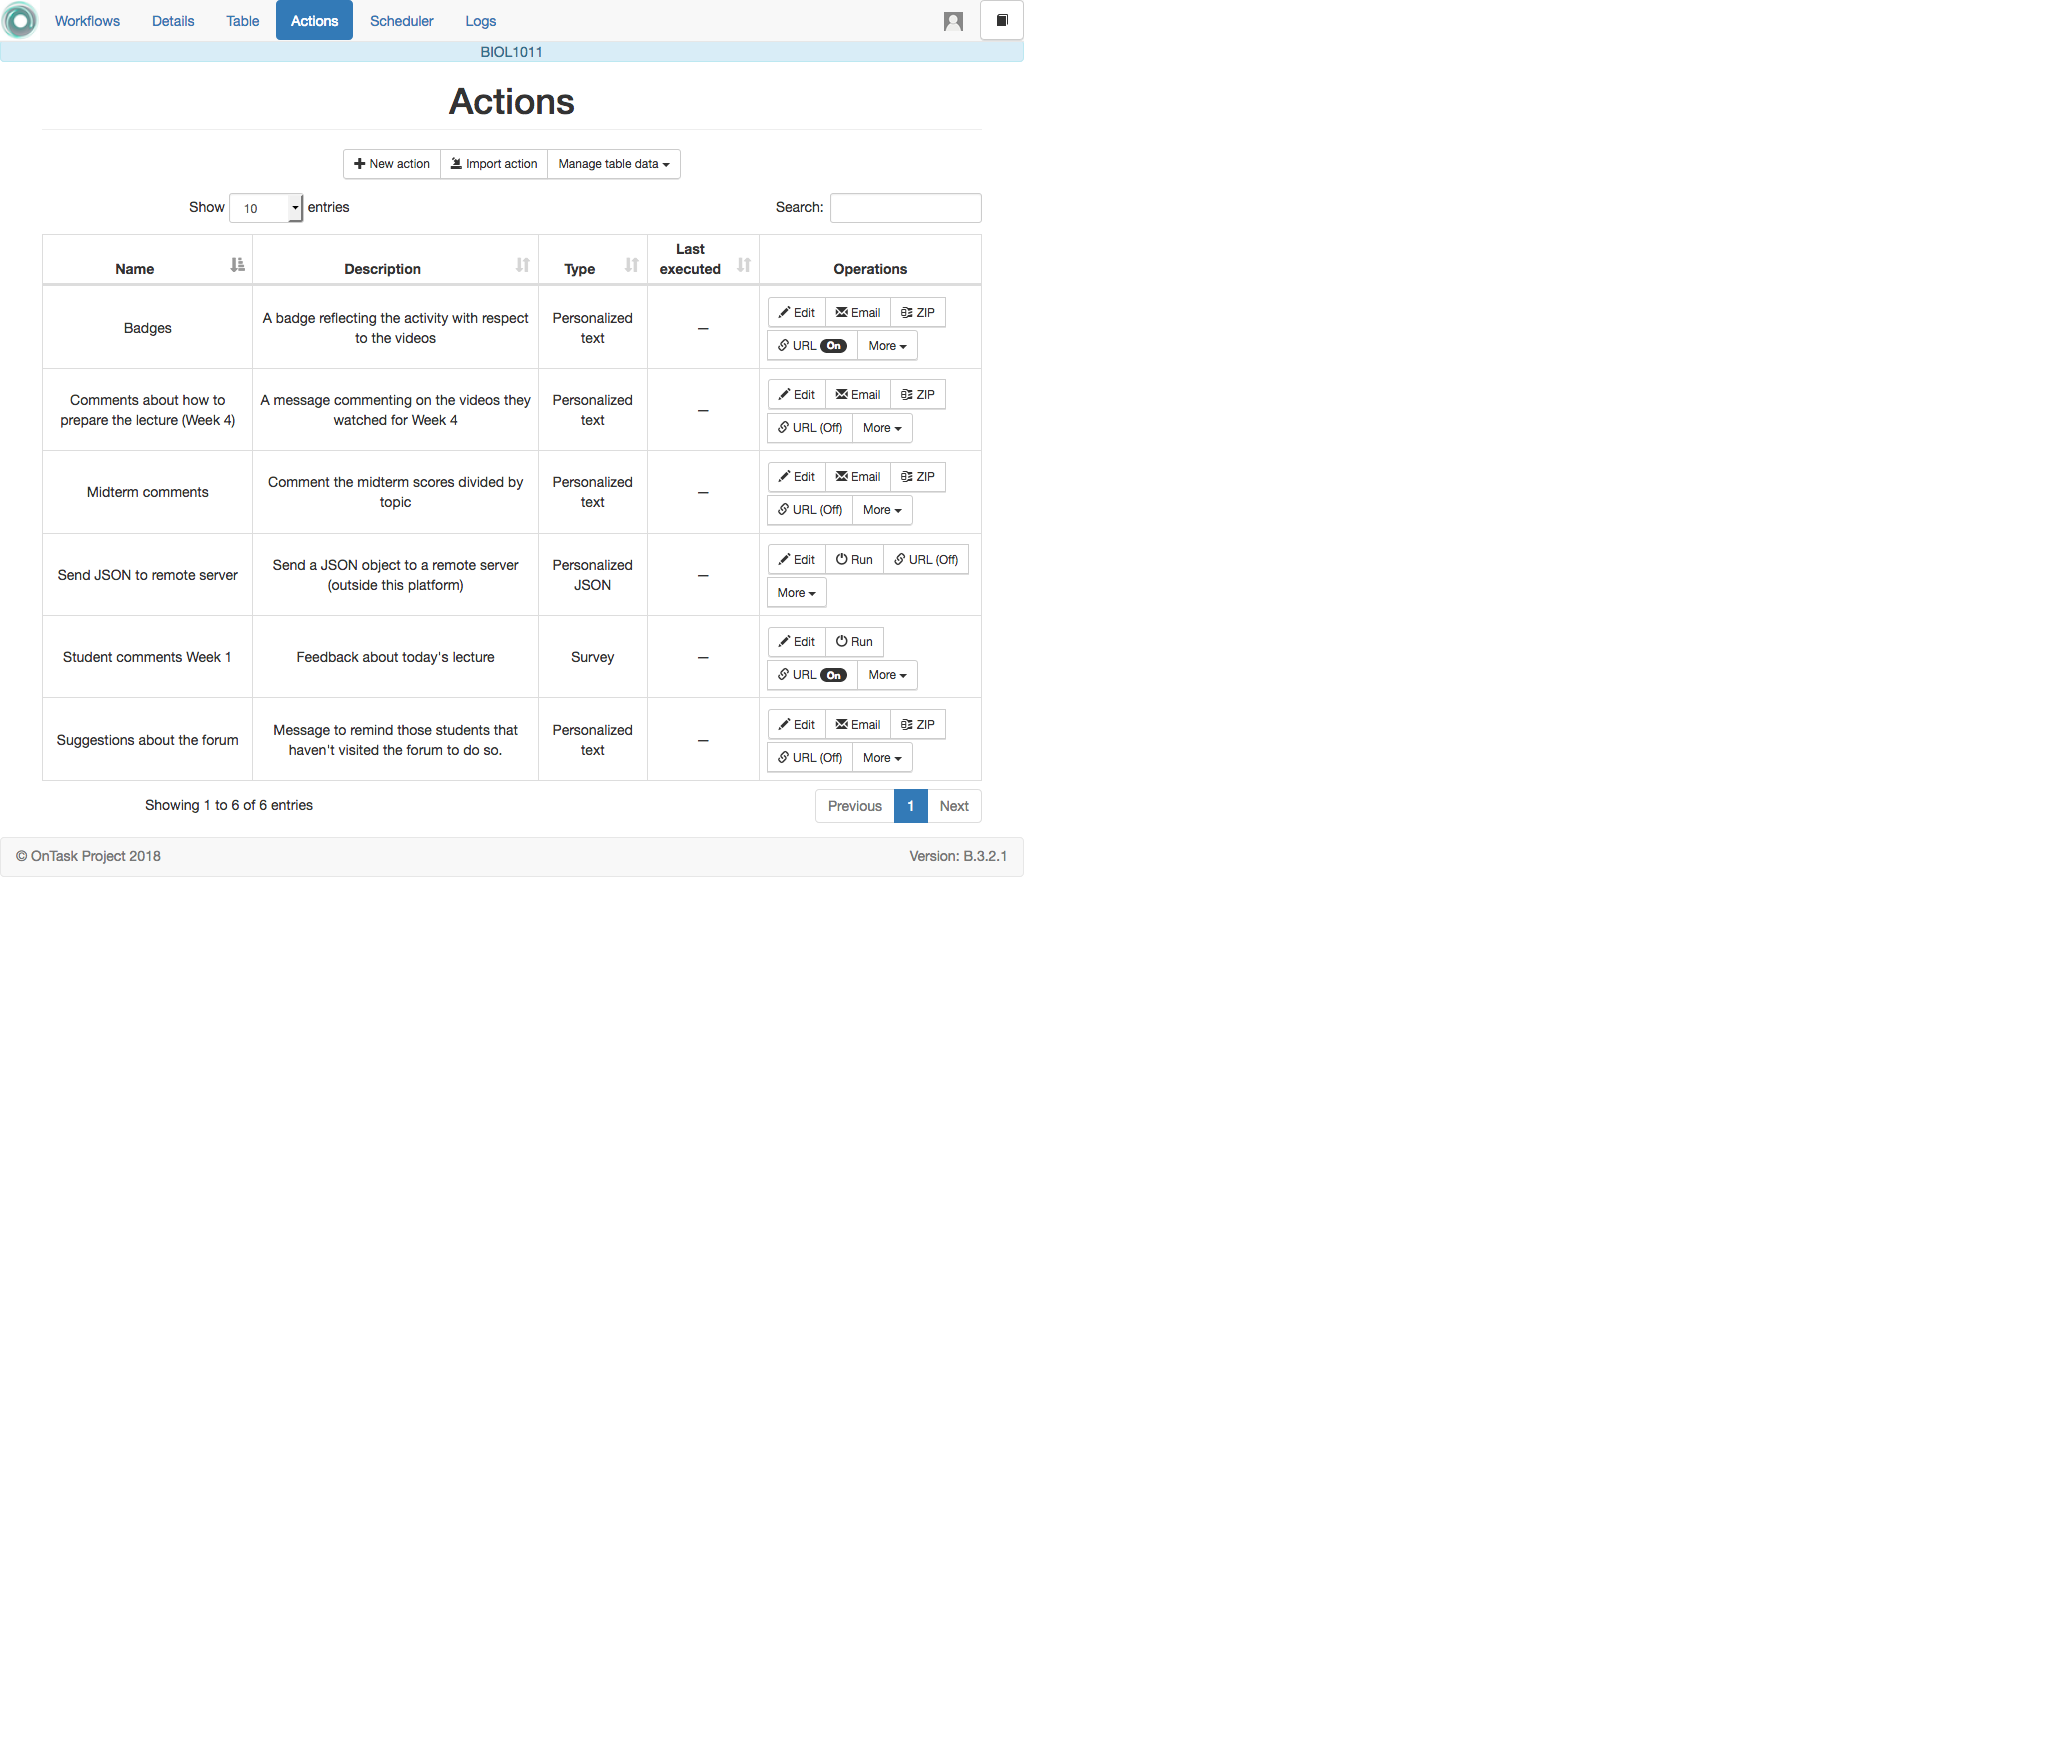 Workflows Details Table Actions Scheduler Logs
BIOL1011
Actions
New action Import action Manage table data
Show 10 entries Search:
Name Description Type Last executed Operations
Badges
A badge reflecting the activity with respect
to the videos
Personalized
text
—
Edit Email ZIP
URL On More
Comments about how to
prepare the lecture (Week 4)
A message commenting on the videos they
watched for Week 4
Personalized
text
—
Edit Email ZIP
URL (Off) More
Midterm comments
Comment the midterm scores divided by
topic
Personalized
text
—
Edit Email ZIP
URL (Off) More
Send JSON to remote server
Send a JSON object to a remote server
(outside this platform)
Personalized
JSON
—
Edit Run URL (Off)
More
Student comments Week 1
Feedback about today's lecture
Survey
—
Edit Run
URL On More
Suggestions about the forum
Message to remind those students that
haven't visited the forum to do so.
Personalized
text
—
Edit Email ZIP
URL (Off) More
Showing 1 to 6 of 6 entries Previous 1 Next
© OnTask Project 2018 Version: B.3.2.1